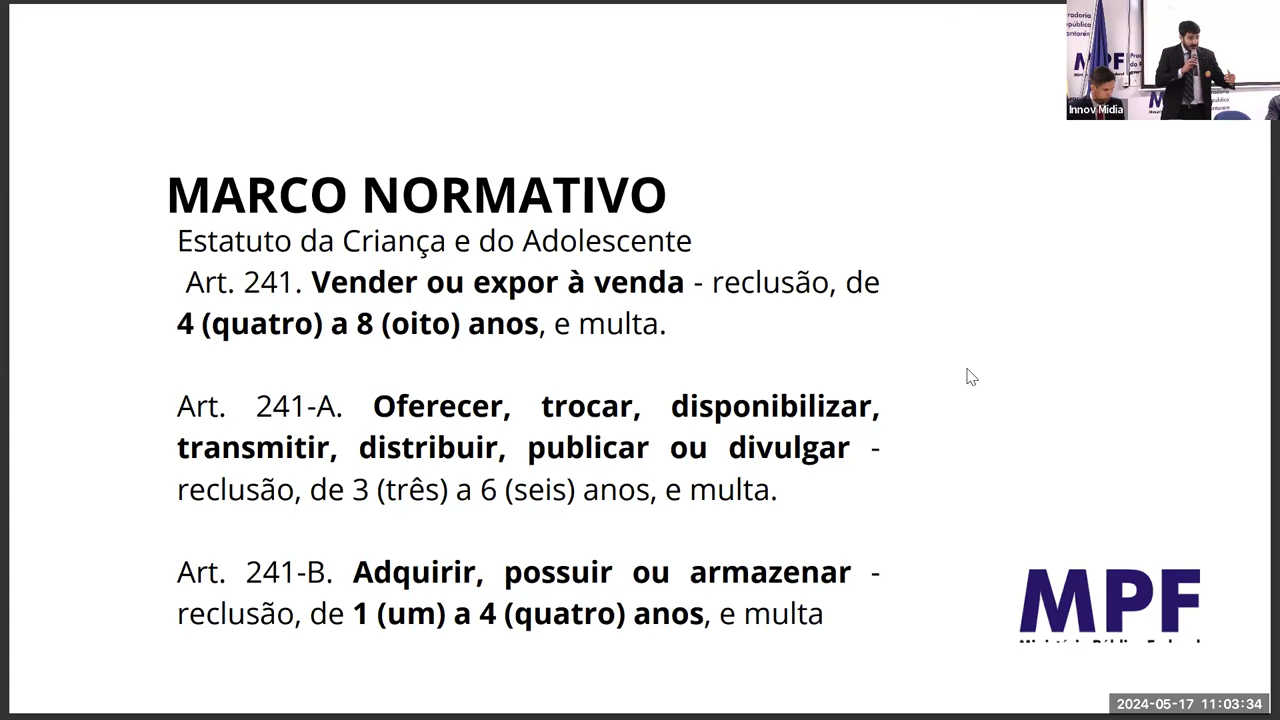 MARCO NORMATIVO
Estatuto da Criança e do Adolescente
Art. 241. Vender ou expor à venda - reclusão, de
4 (quatro) a 8 (oito) anos, e multa.
Art. 241-A. Oferecer, trocar, disponibilizar,
transmitir, distribuir, publicar ou divulgar -
reclusão, de 3 (três) a 6 (seis) anos, e multa.
Art. 241-B. Adquirir, possuir ou armazenar -
reclusão, de 1 (um) a 4 (quatro) anos, e multa
MPF
Ministério Público Federal
Innov Midia
MPF
2024-05-17 11:03:34